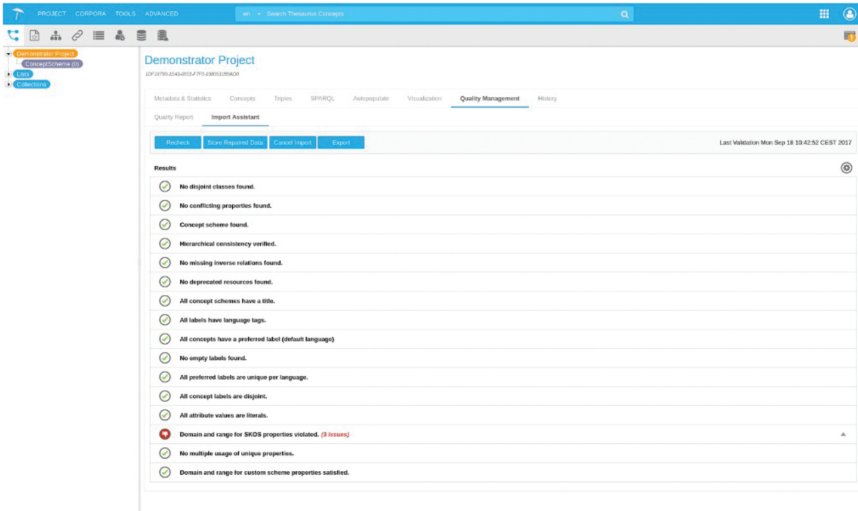 PROJECT CORPORA TOOLS ADVANCED en Search Thesaurus Concepts
Demonstrator Project
ConceptScheme (0)
Lists
Collections
Demonstrator Project
Metadata & Statistics Concepts Triples SPARQL Autopopulate Visualization Quality Management History
Quality Report Import Assistant
Recheck Store Repaired Data Cancel Import Export Last Validation Mon Sep 18 10:42:52 CEST 2017
Results
No disjoint classes found.
No conflicting properties found.
Concept scheme found.
Hierarchical consistency verified.
No missing inverse relations found.
No deprecated resources found.
All concept schemes have a title.
All labels have language tags.
All concepts have a preferred label (default language)
No empty labels found.
All preferred labels are unique per language.
All concept labels are disjoint.
All attribute values are literals.
Domain and range for SKOS properties violated. (3 issues)
No multiple usage of unique properties.
Domain and range for custom scheme properties satisfied.